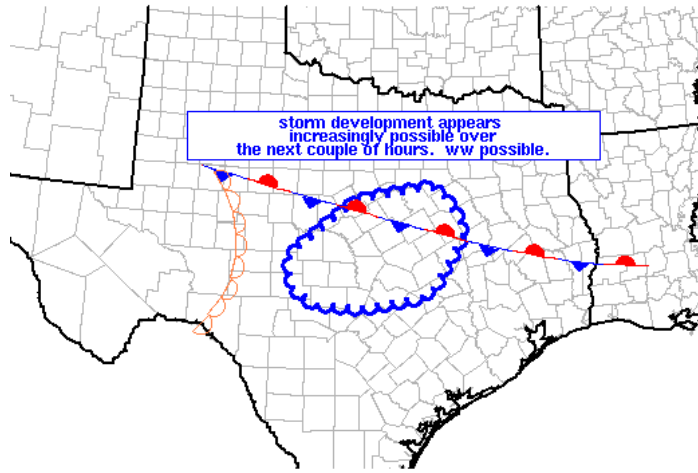 storm development appears
increasingly possible over
the next couple of hours.  ww possible.